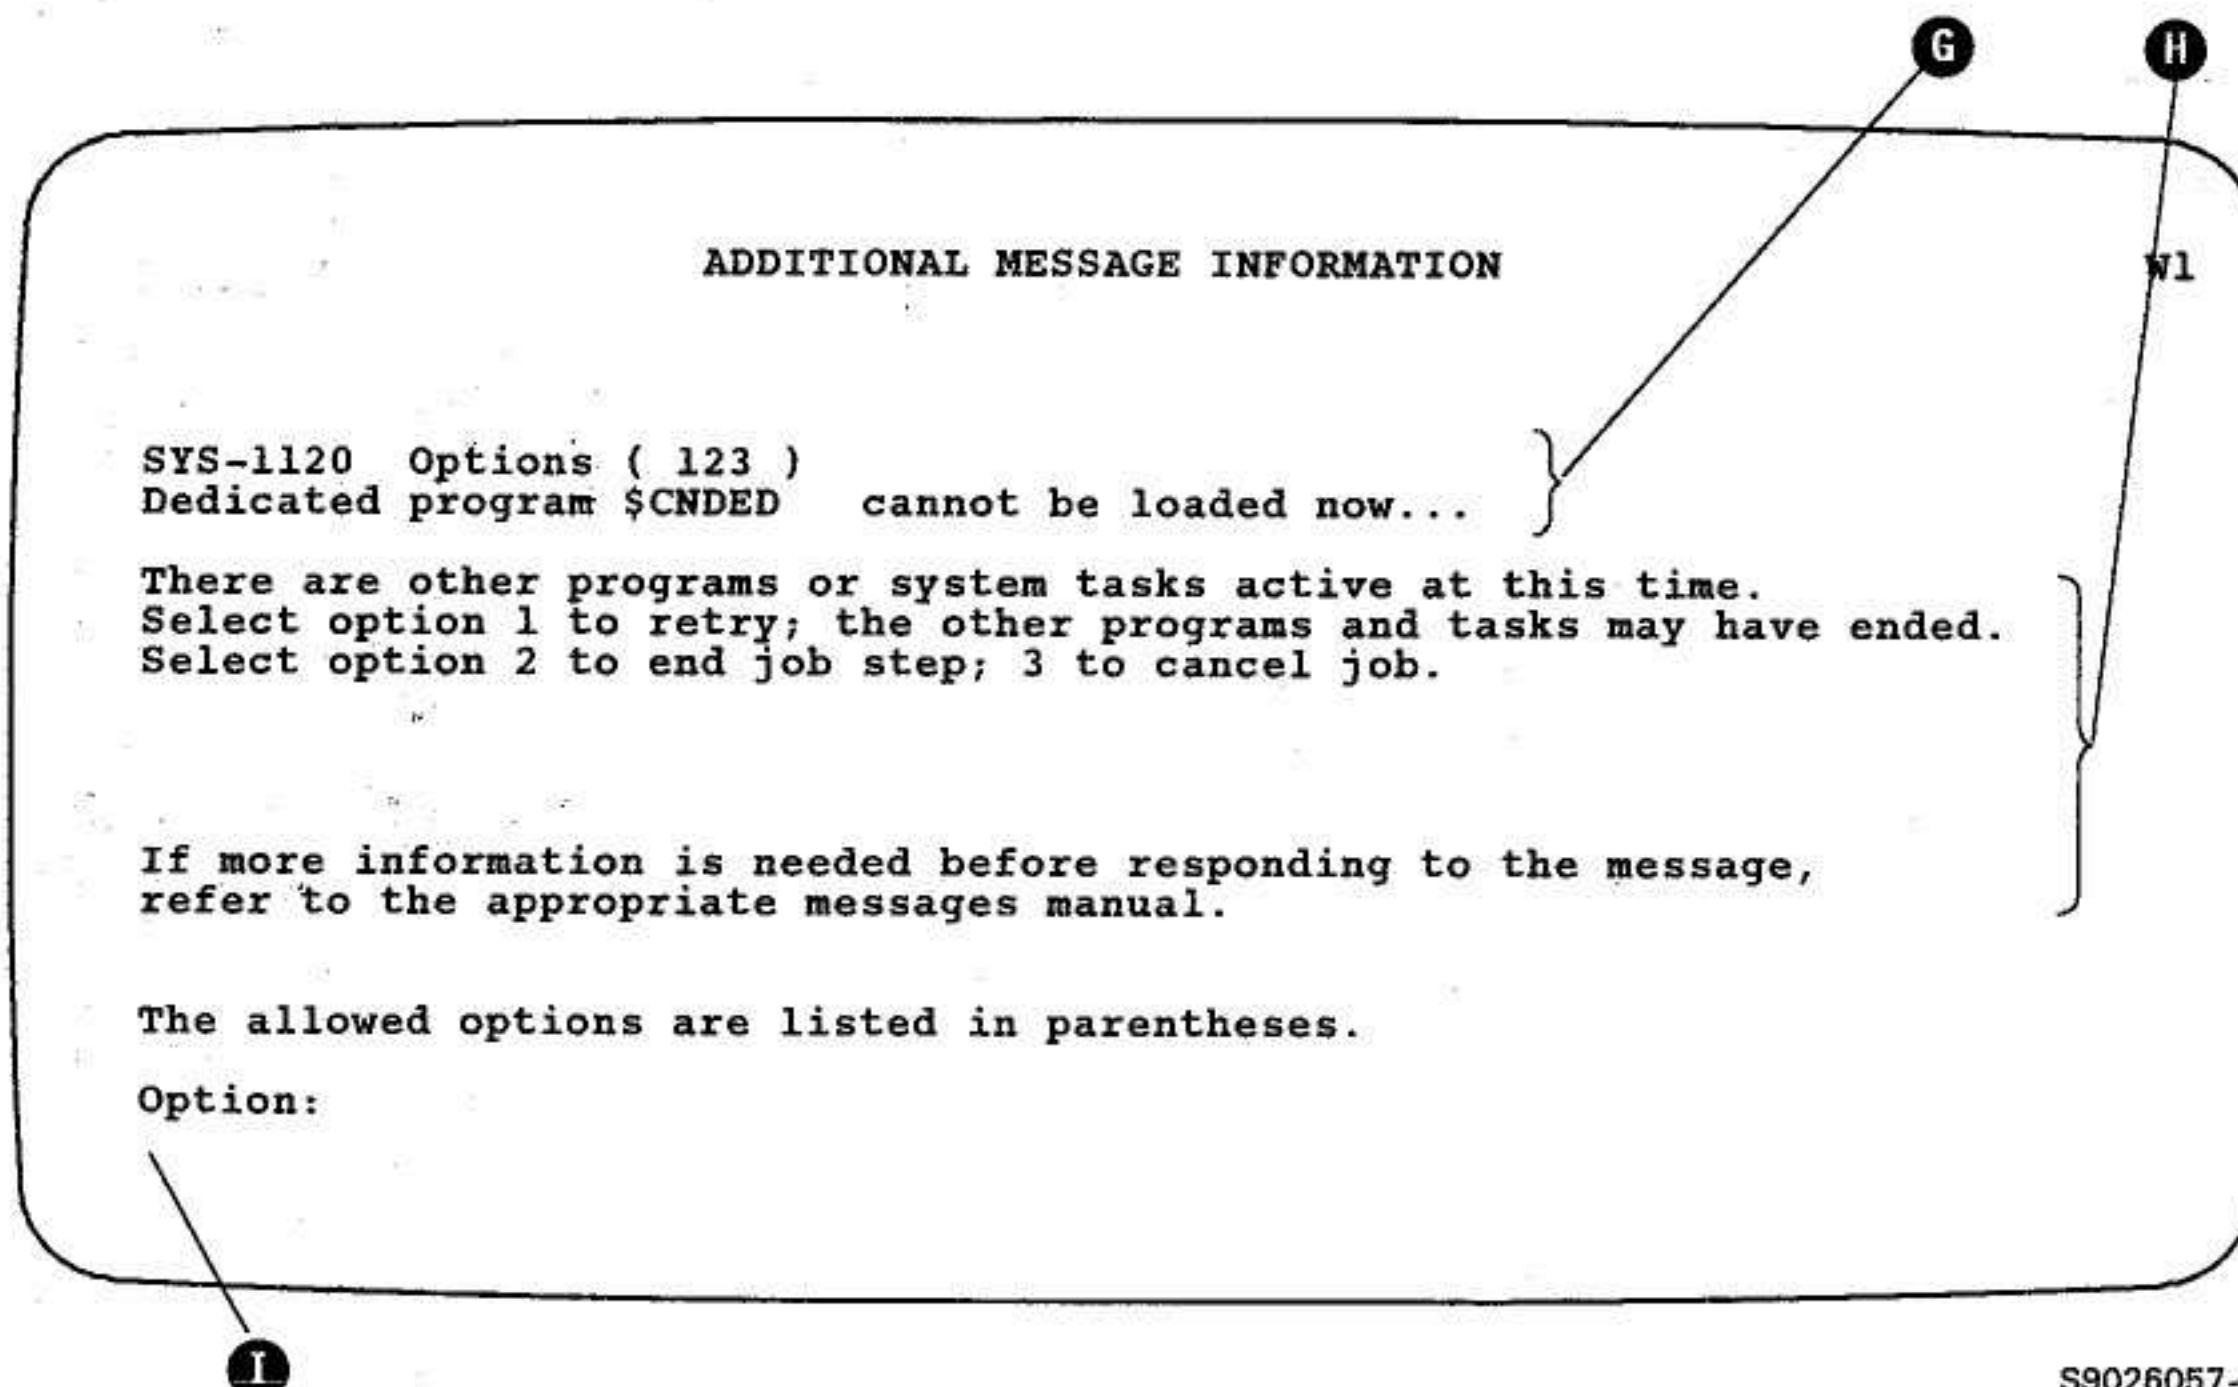 G H
ADDITIONAL MESSAGE INFORMATION W1
SYS-1120 Options ( 123 )
Dedicated program $CNDED cannot be loaded now...
There are other programs or system tasks active at this time.
Select option 1 to retry; the other programs and tasks may have ended.
Select option 2 to end job step; 3 to cancel job.
If more information is needed before responding to the message,
refer to the appropriate messages manual.
The allowed options are listed in parentheses.
Option:
I
S9026057-